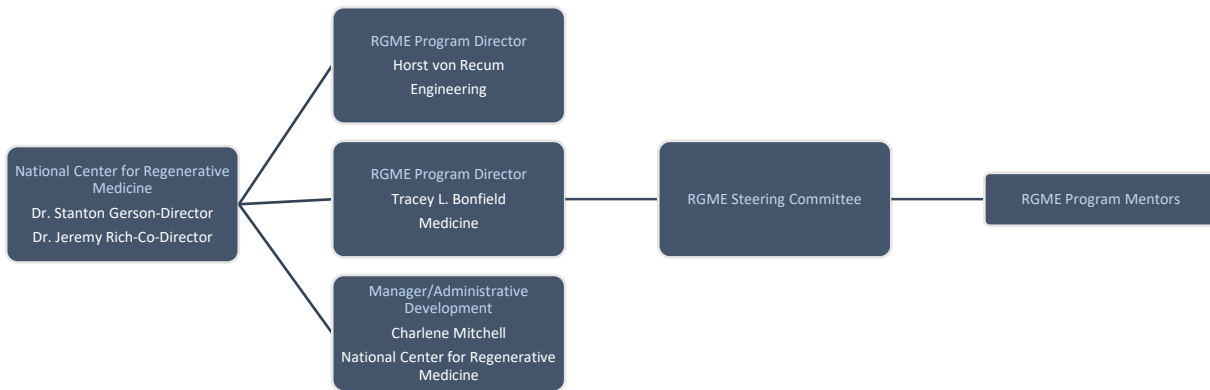 National Center for Regenerative
Medicine
Dr. Stanton Gerson-Director
Dr. Jeremy Rich-Co-Director
RGME Program Director
Horst von Recum
Engineering
RGME Program Director
Tracey L. Bonfield
Medicine
Manager/Administrative
Development
Charlene Mitchell
National Center for Regenerative
Medicine
RGME Steering Committee
RGME Program Mentors